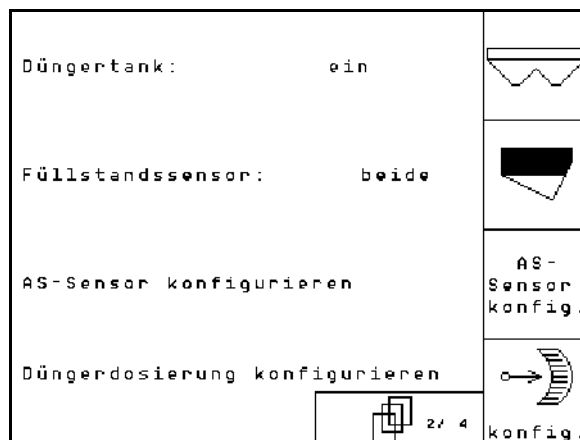 Düngertank: ein
Füllstandssensor: beide
AS-Sensor konfigurieren
AS-
Sensor
konfig.
Düngerdosierung konfigurieren
2/ 4
konfig.